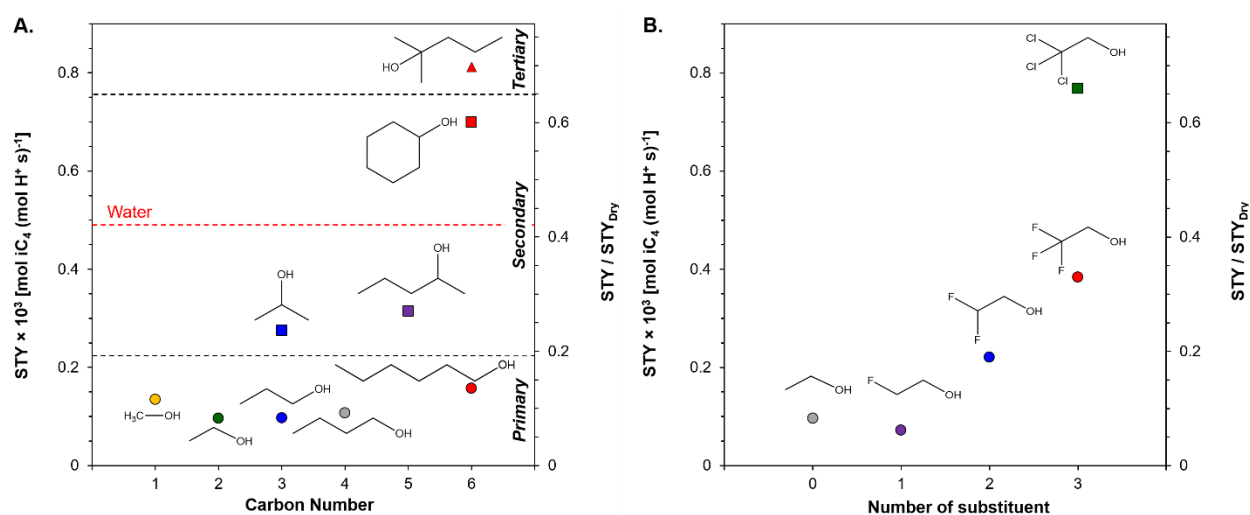 A.
STY × 10³ [mol iC₄ (mol H⁺ s)⁻¹]
0.8
0.6
0.4
0.2
0
HO
Tertiary
OH
Water
Secondary
OH
OH
H₃C
OH
OH
OH
OH
OH
Primary
0.6
0.4
0.2
0
STY / STY_Dry
1 2 3 4 5 6
Carbon Number
B.
STY × 10³ [mol iC₄ (mol H⁺ s)⁻¹]
0.8
0.6
0.4
0.2
0
Cl
Cl
Cl
OH
F
F
F
OH
F
F
OH
F
OH
OH
0.6
0.4
0.2
0
STY / STY_Dry
0 1 2 3
Number of substituent